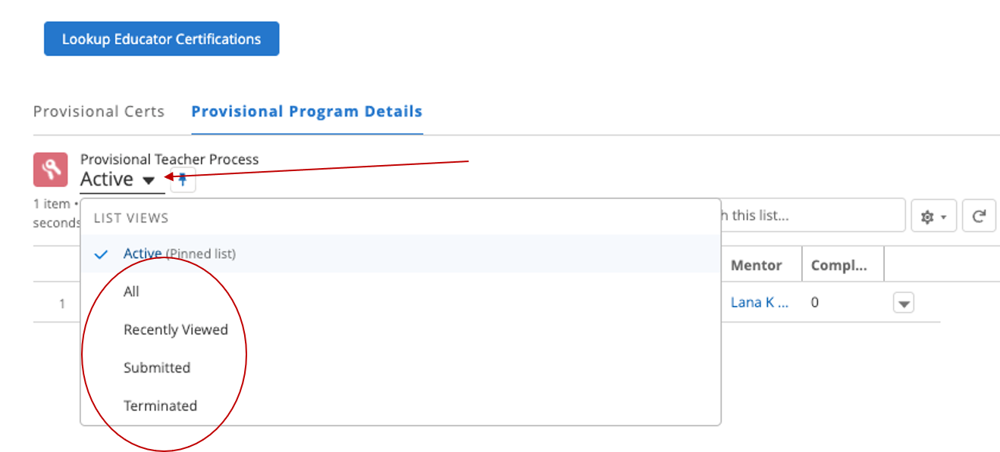 Lookup Educator Certifications
Provisional Certs Provisional Program Details
Provisional Teacher Process
Active
1 item •
seconds
LIST VIEWS
Active (Pinned list)
All
Recently Viewed
Submitted
Terminated
this list...
Mentor Compl...
1 Lana K ... 0